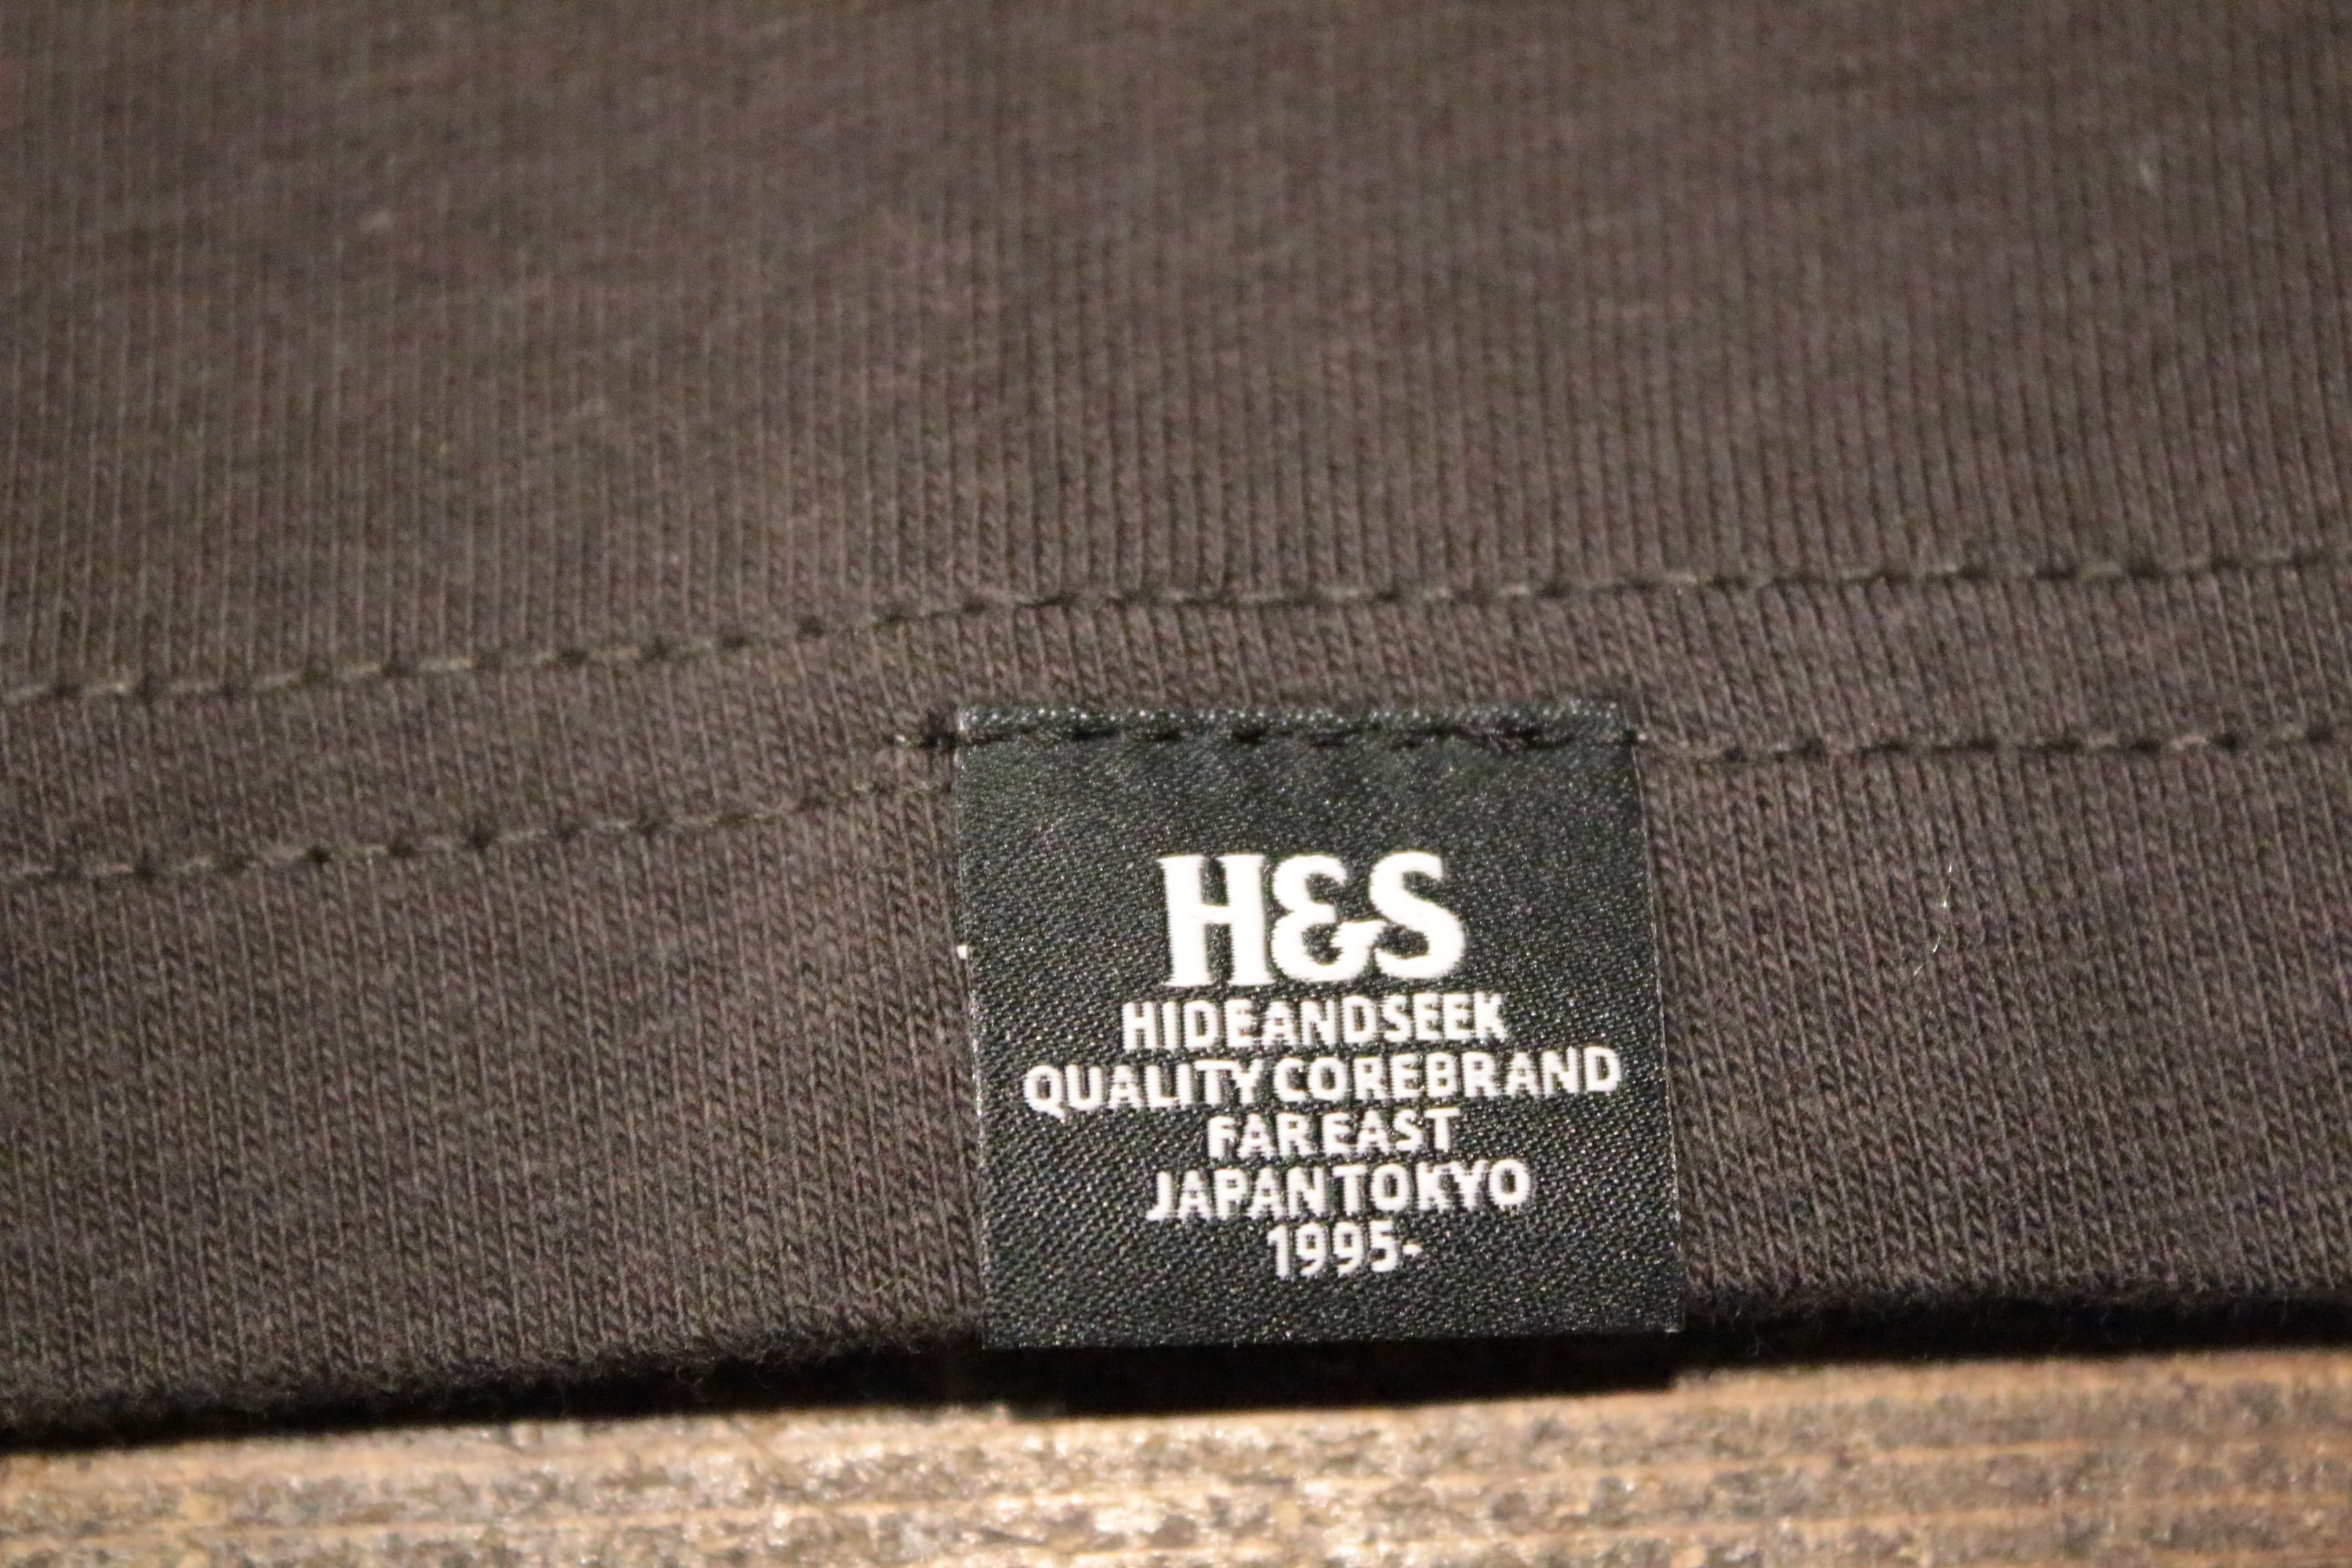 H&S
HIDEANDSEEK
QUALITY COREBRAND
FAR EAST
JAPAN TOKYO
1995-